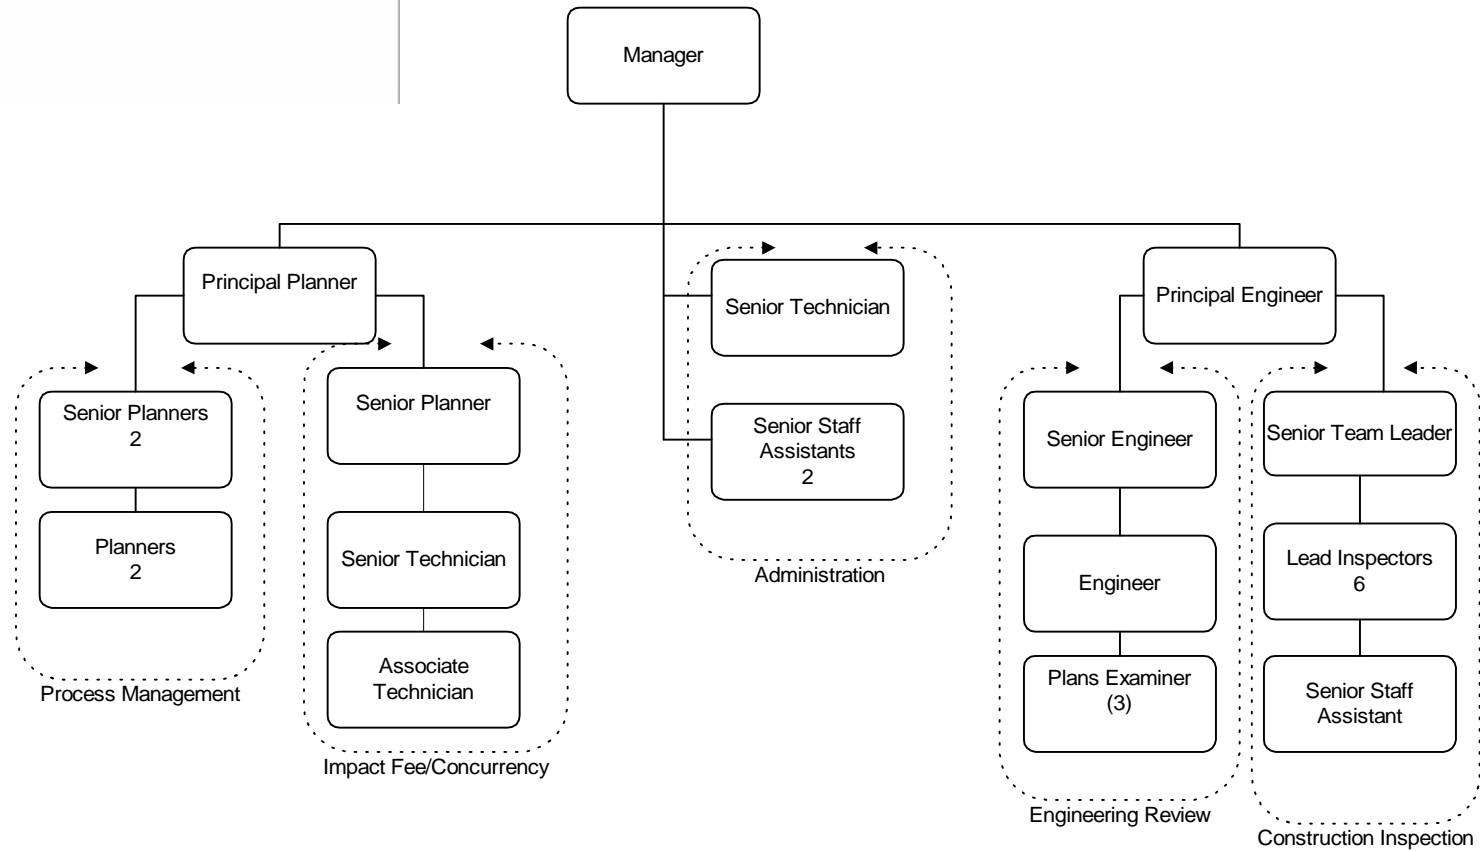 Manager
Principal Planner
Senior Technician
Principal Engineer
Senior Planners
2
Senior Planner
Senior Staff
Assistants
2
Senior Engineer
Senior Team Leader
Planners
2
Senior Technician
Administration
Engineer
Lead Inspectors
6
Associate
Technician
Plans Examiner
(3)
Senior Staff
Assistant
Process Management
Impact Fee/Concurrency
Engineering Review
Construction Inspection